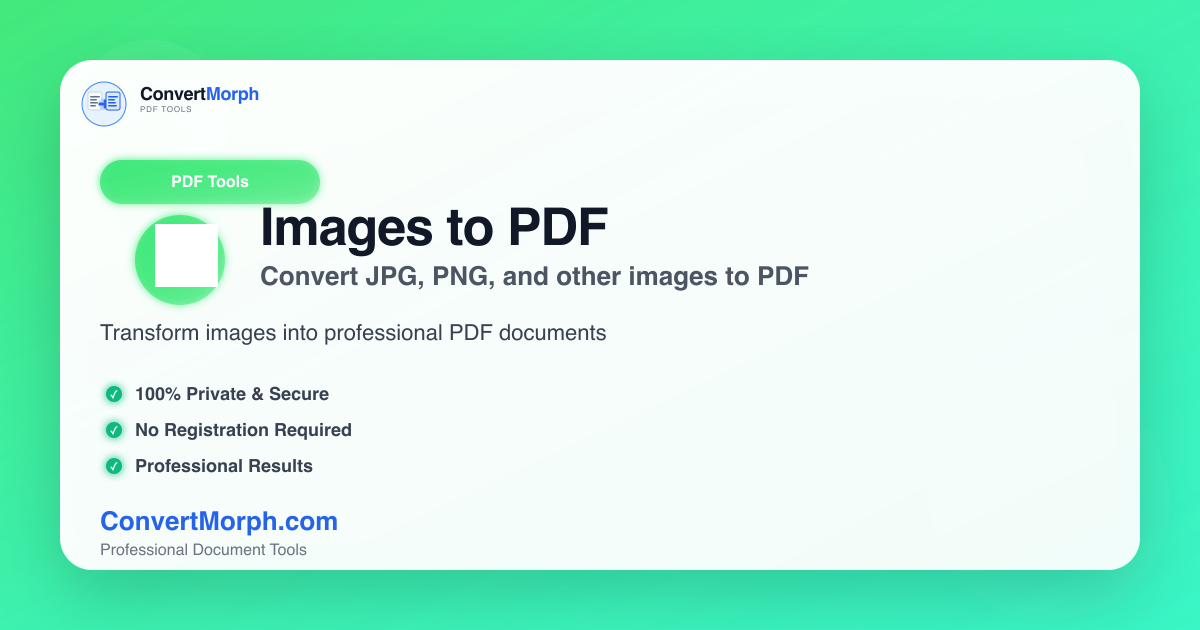 ConvertMorph
PDF TOOLS
PDF Tools
Images to PDF
Convert JPG, PNG, and other images to PDF
Transform images into professional PDF documents
100% Private & Secure
No Registration Required
Professional Results
ConvertMorph.com
Professional Document Tools